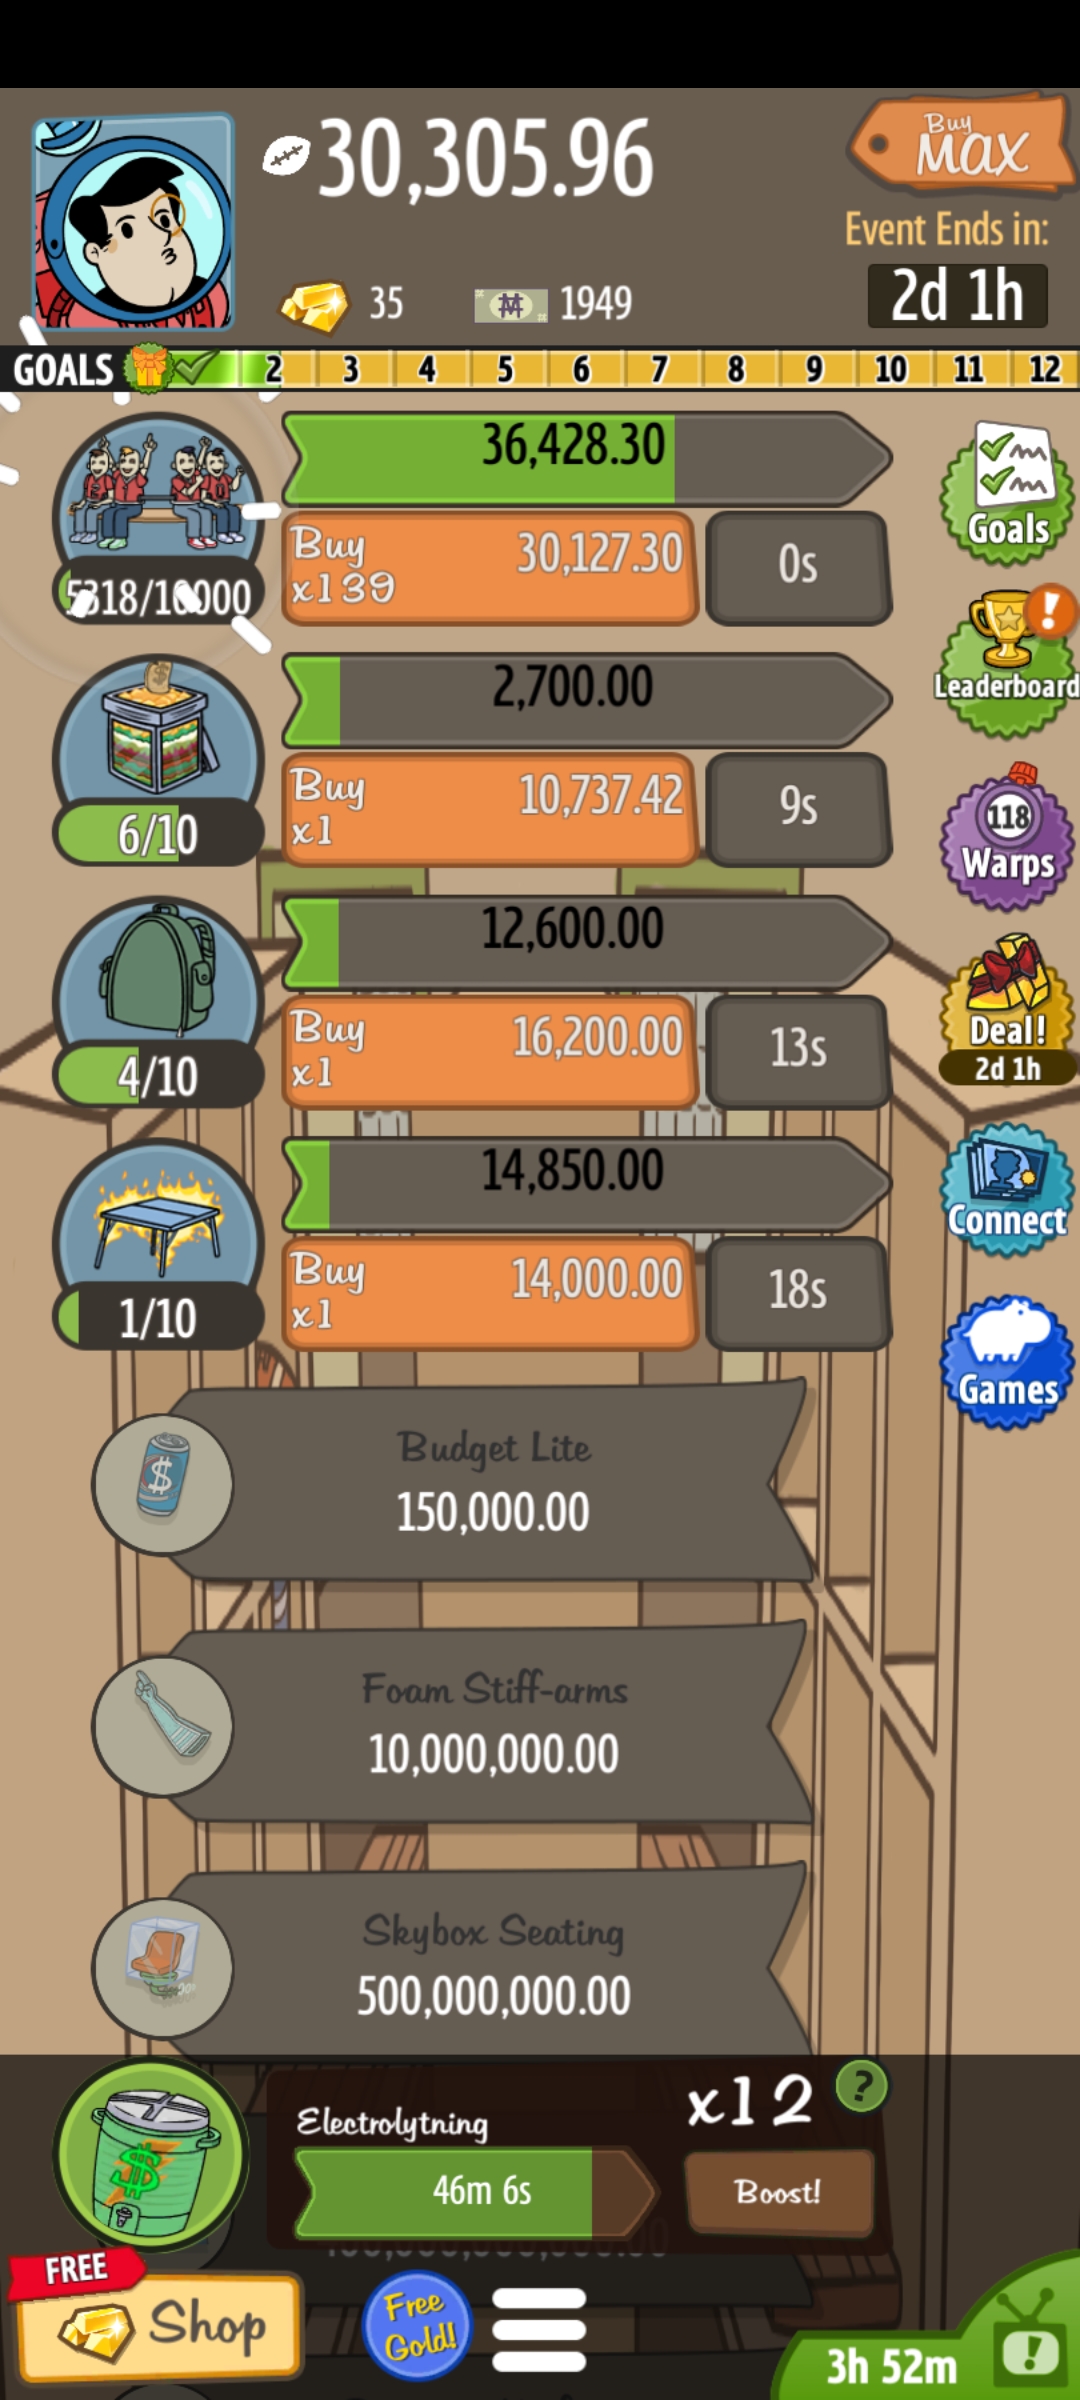 30,305.96
Buy
MAX
Event Ends in:
2d 1h
35
1949
GOALS 2 3 4 5 6 7 8 9 10 11 12
36,428.30
Buy
x139
30,127.30
0s
5318/10000
Goals
2,700.00
Buy
x1
10,737.42
9s
6/10
Leaderboard
12,600.00
Buy
x1
16,200.00
13s
4/10
118
Warps
Deal!
2d 1h
14,850.00
Buy
x1
14,000.00
18s
1/10
Connect
Games
Budget Lite
150,000.00
Foam Stiff-arms
10,000,000.00
Skybox Seating
500,000,000.00
Electrolytning
x12
?
46m 6s
Boost!
FREE
Shop
Free
Gold!
3h 52m